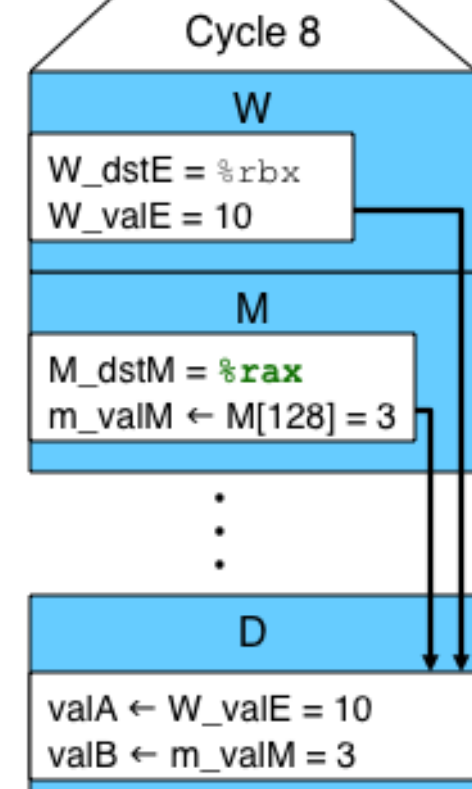 Cycle 8
W
W_dstE = %rbx
W_valE = 10
M
M_dstM = %rax
m_valM ← M[128] = 3
D
valA ← W_valE = 10
valB ← m_valM = 3